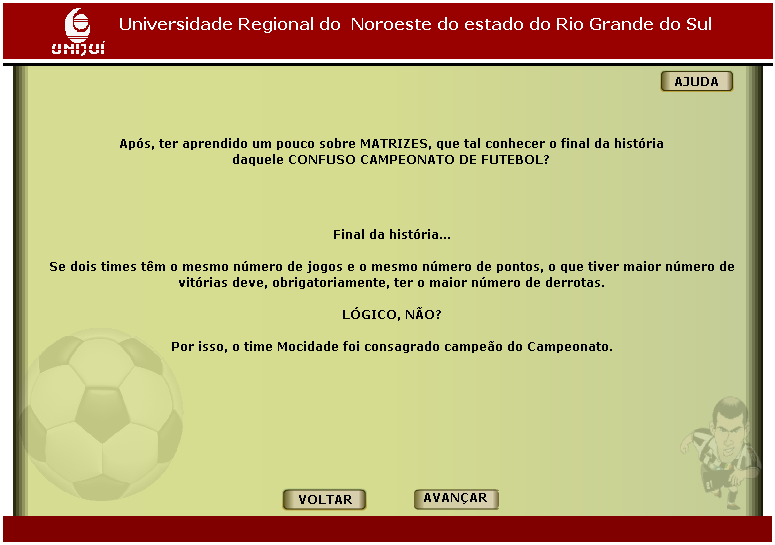 UNIJUÍ
Universidade Regional do Noroeste do estado do Rio Grande do Sul
AJUDA
Após, ter aprendido um pouco sobre MATRIZES, que tal conhecer o final da história
daquele CONFUSO CAMPEONATO DE FUTEBOL?
Final da história...
Se dois times têm o mesmo número de jogos e o mesmo número de pontos, o que tiver maior número de
vitórias deve, obrigatoriamente, ter o maior número de derrotas.
LÓGICO, NÃO?
Por isso, o time Mocidade foi consagrado campeão do Campeonato.
VOLTAR
AVANÇAR